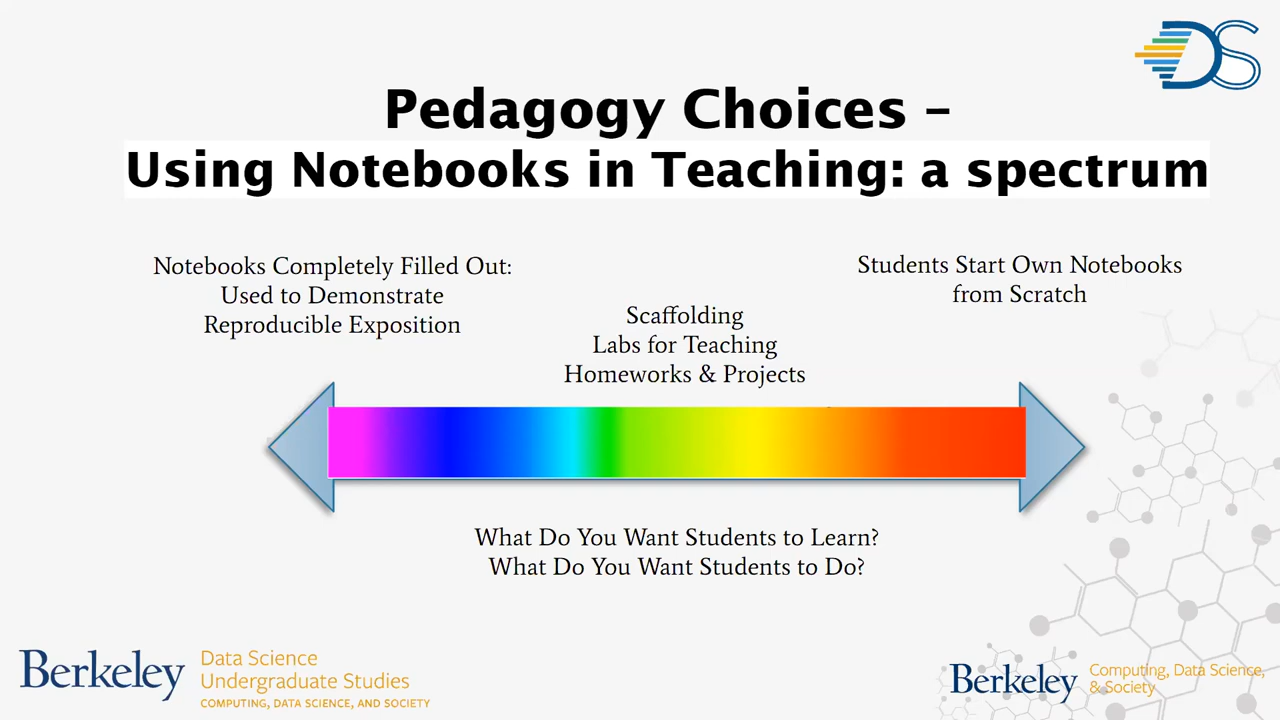 DS
Pedagogy Choices –
Using Notebooks in Teaching: a spectrum
Notebooks Completely Filled Out:
Used to Demonstrate
Reproducible Exposition
Scaffolding
Labs for Teaching
Homeworks & Projects
Students Start Own Notebooks
from Scratch
What Do You Want Students to Learn?
What Do You Want Students to Do?
Berkeley
Data Science
Undergraduate Studies
COMPUTING, DATA SCIENCE, AND SOCIETY
Berkeley
Computing, Data Science,
& Society